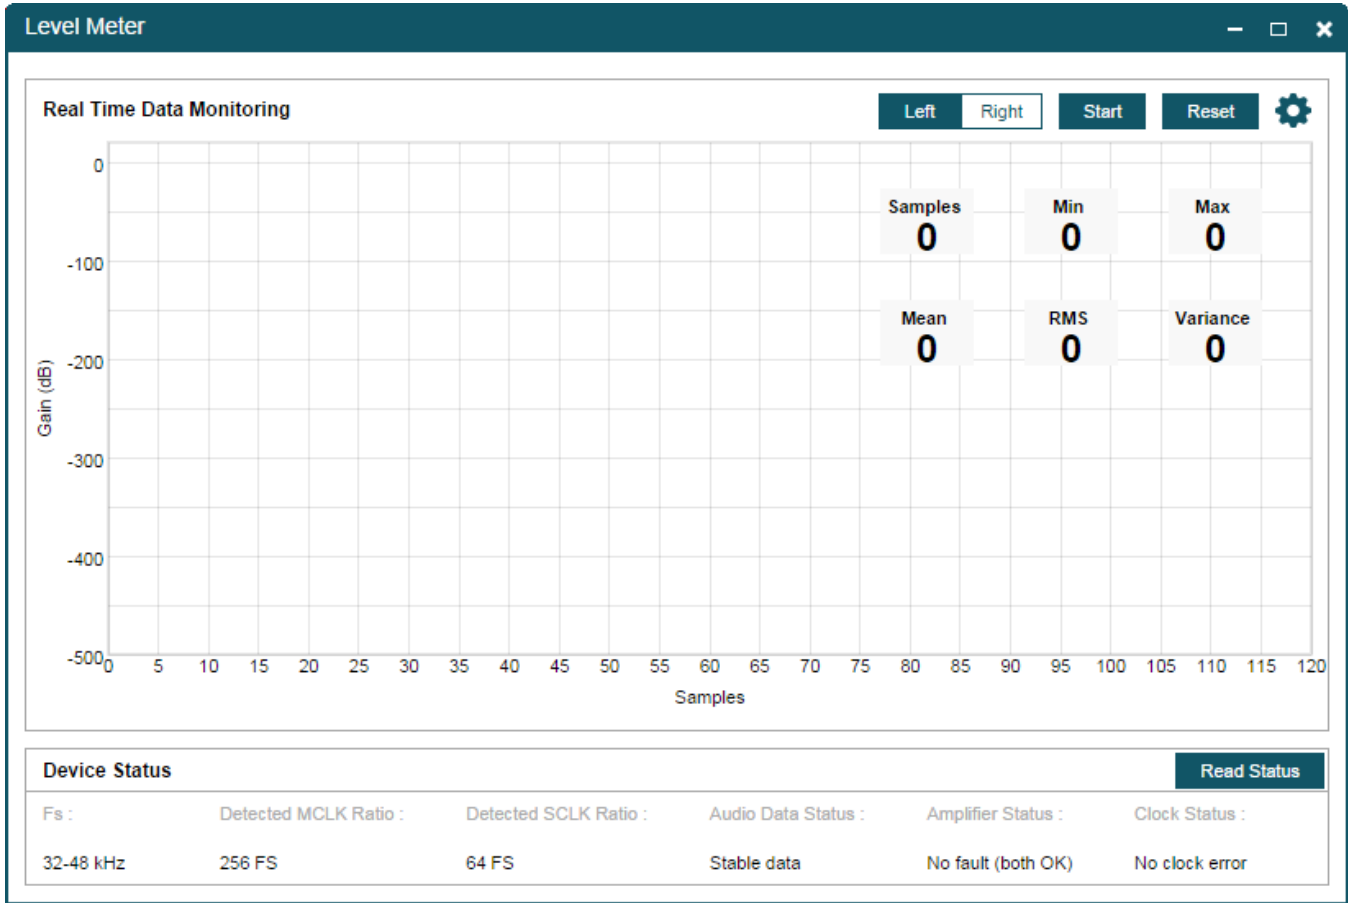 Level Meter
Real Time Data Monitoring
Left Right Start Reset
Samples Min Max
0 0 0
Mean RMS Variance
0 0 0
Gain (dB)
0
-100
-200
-300
-400
-500
0 5 10 15 20 25 30 35 40 45 50 55 60 65 70 75 80 85 90 95 100 105 110 115 120
Samples
Device Status Read Status
Fs : Detected MCLK Ratio : Detected SCLK Ratio : Audio Data Status : Amplifier Status : Clock Status :
32-48 kHz 256 FS 64 FS Stable data No fault (both OK) No clock error